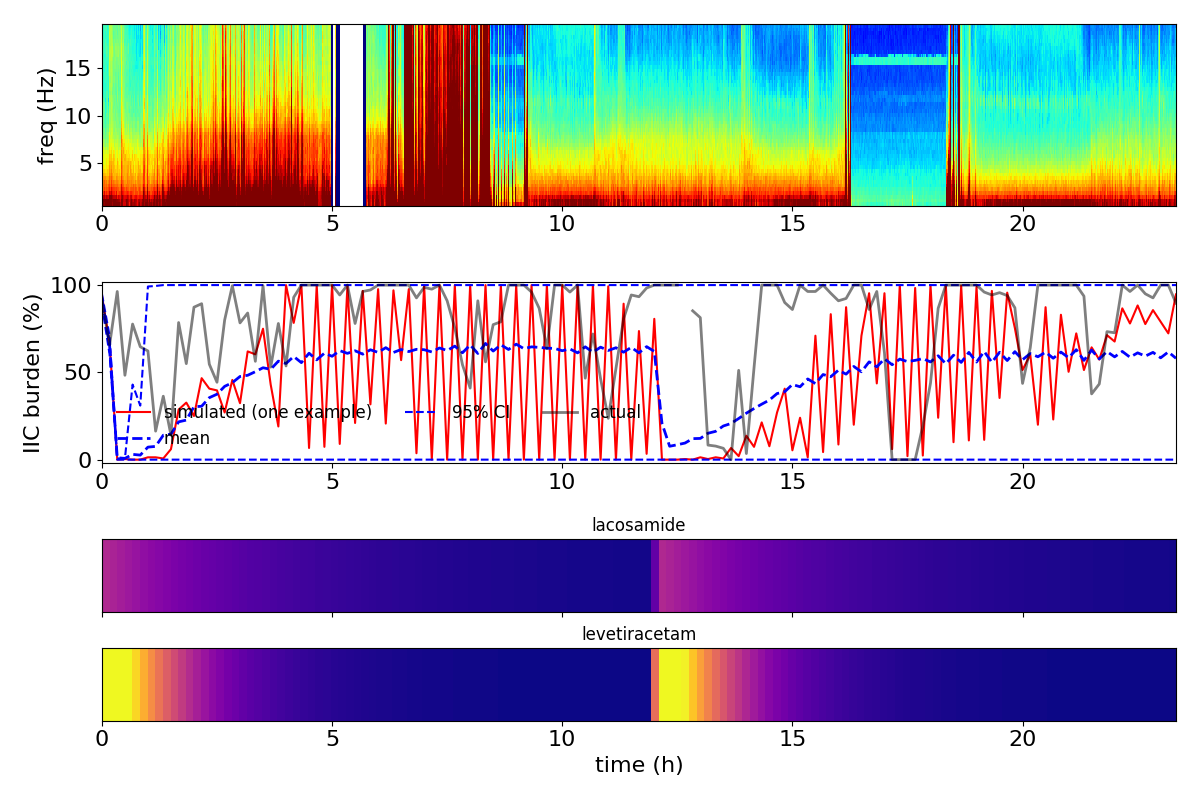 freq (Hz)
15
10
5
0 5 10 15 20
IIC burden (%)
100
50
0
simulated (one example) 95% CI actual
mean
0 5 10 15 20
lacosamide
levetiracetam
0 5 10 15 20
time (h)